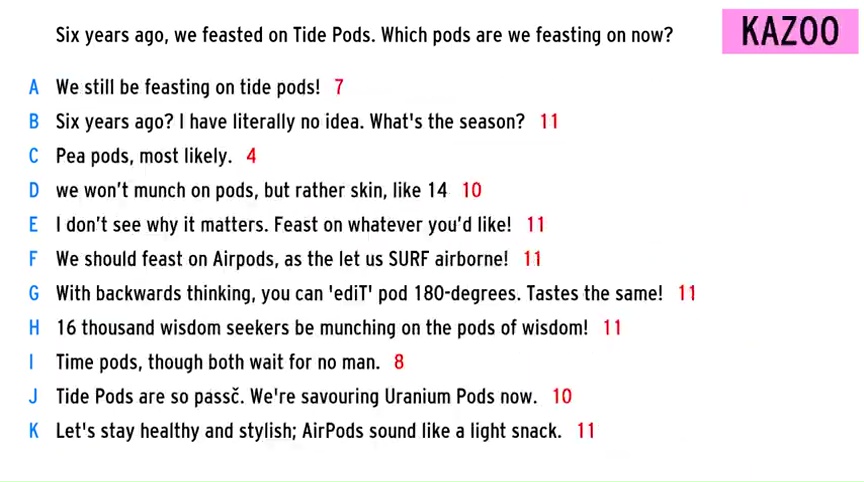 Six years ago, we feasted on Tide Pods. Which pods are we feasting on now?
KAZOO
A We still be feasting on tide pods! 7
B Six years ago? I have literally no idea. What's the season? 11
C Pea pods, most likely. 4
D we won't munch on pods, but rather skin, like 14 10
E I don't see why it matters. Feast on whatever you'd like! 11
F We should feast on Airpods, as the let us SURF airborne! 11
G With backwards thinking, you can 'ediT' pod 180-degrees. Tastes the same! 11
H 16 thousand wisdom seekers be munching on the pods of wisdom! 11
I Time pods, though both wait for no man. 8
J Tide Pods are so passč. We're savouring Uranium Pods now. 10
K Let's stay healthy and stylish; AirPods sound like a light snack. 11